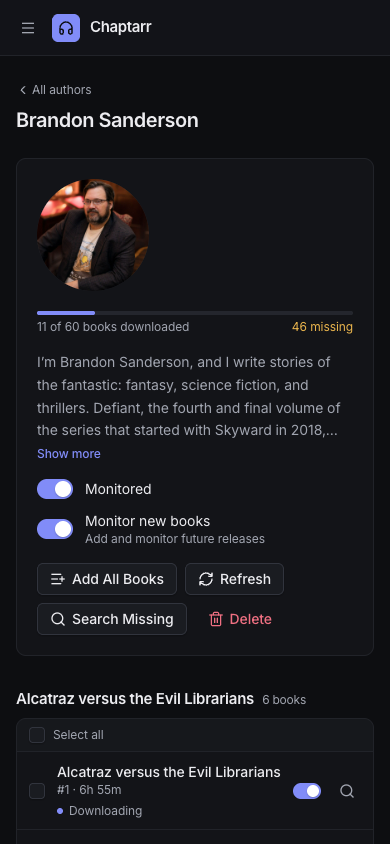 Chaptarr
All authors
Brandon Sanderson
11 of 60 books downloaded
46 missing
I'm Brandon Sanderson, and I write stories of
the fantastic: fantasy, science fiction, and
thrillers. Defiant, the fourth and final volume of
the series that started with Skyward in 2018,...
Show more
Monitored
Monitor new books
Add and monitor future releases
Add All Books
Refresh
Search Missing
Delete
Alcatraz versus the Evil Librarians 6 books
Select all
Alcatraz versus the Evil Librarians
#1 · 6h 55m
Downloading